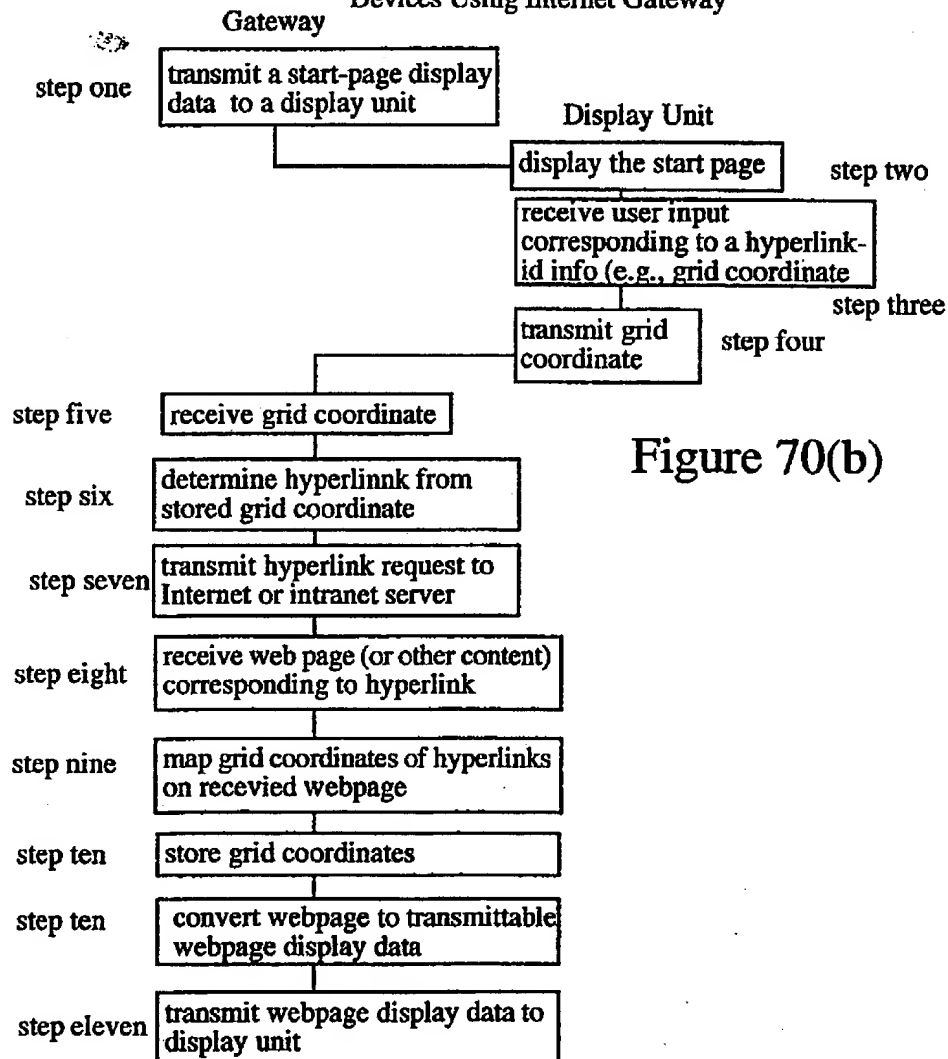 Devices Using Internet Gateway
Gateway
step one
transmit a start-page display
data to a display unit
Display Unit
display the start page
step two
receive user input
corresponding to a hyperlink-
id info (e.g., grid coordinate
step three
transmit grid
coordinate
step four
step five
receive grid coordinate
Figure 70(b)
step six
determine hyperlinnk from
stored grid coordinate
step seven
transmit hyperlink request to
Internet or intranet server
step eight
receive web page (or other content)
corresponding to hyperlink
step nine
map grid coordinates of hyperlinks
on recevied webpage
step ten
store grid coordinates
step ten
convert webpage to transmittable
webpage display data
step eleven
transmit webpage display data to
display unit